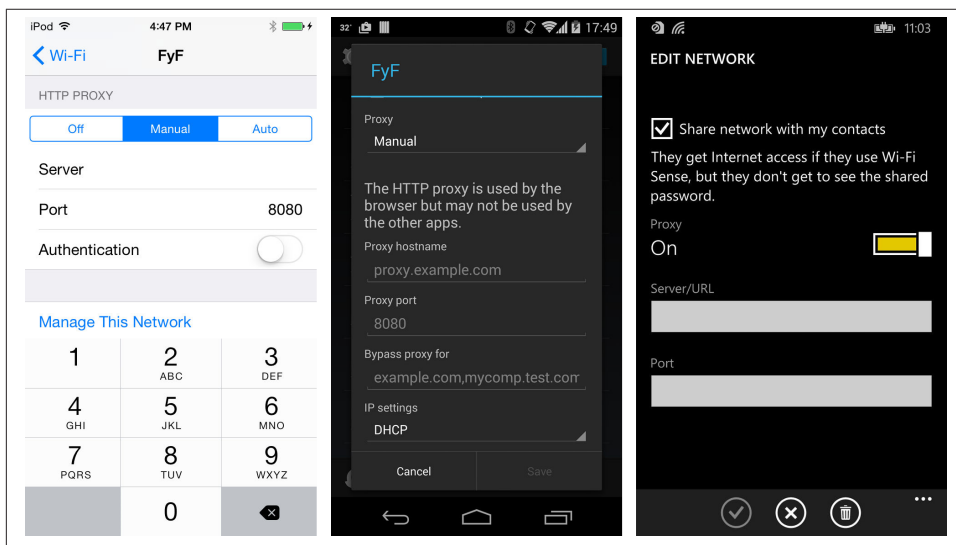 iPod
4:47 PM
Wi-Fi
FyF
HTTP PROXY
Off
Manual
Auto
Server
Port
8080
Authentication
Manage This Network
1
2
ABC
3
DEF
4
GHI
5
JKL
6
MNO
7
PQRS
8
TUV
9
WXYZ
0
32°
17:49
FyF
Proxy
Manual
The HTTP proxy is used by the
browser but may not be used by
the other apps.
Proxy hostname
proxy.example.com
Proxy port
8080
Bypass proxy for
example.com,mycomp.test.com
IP settings
DHCP
Cancel
Save
11:03
EDIT NETWORK
Share network with my contacts
They get Internet access if they use Wi-Fi
Sense, but they don't get to see the shared
password.
Proxy
On
Server/URL
Port